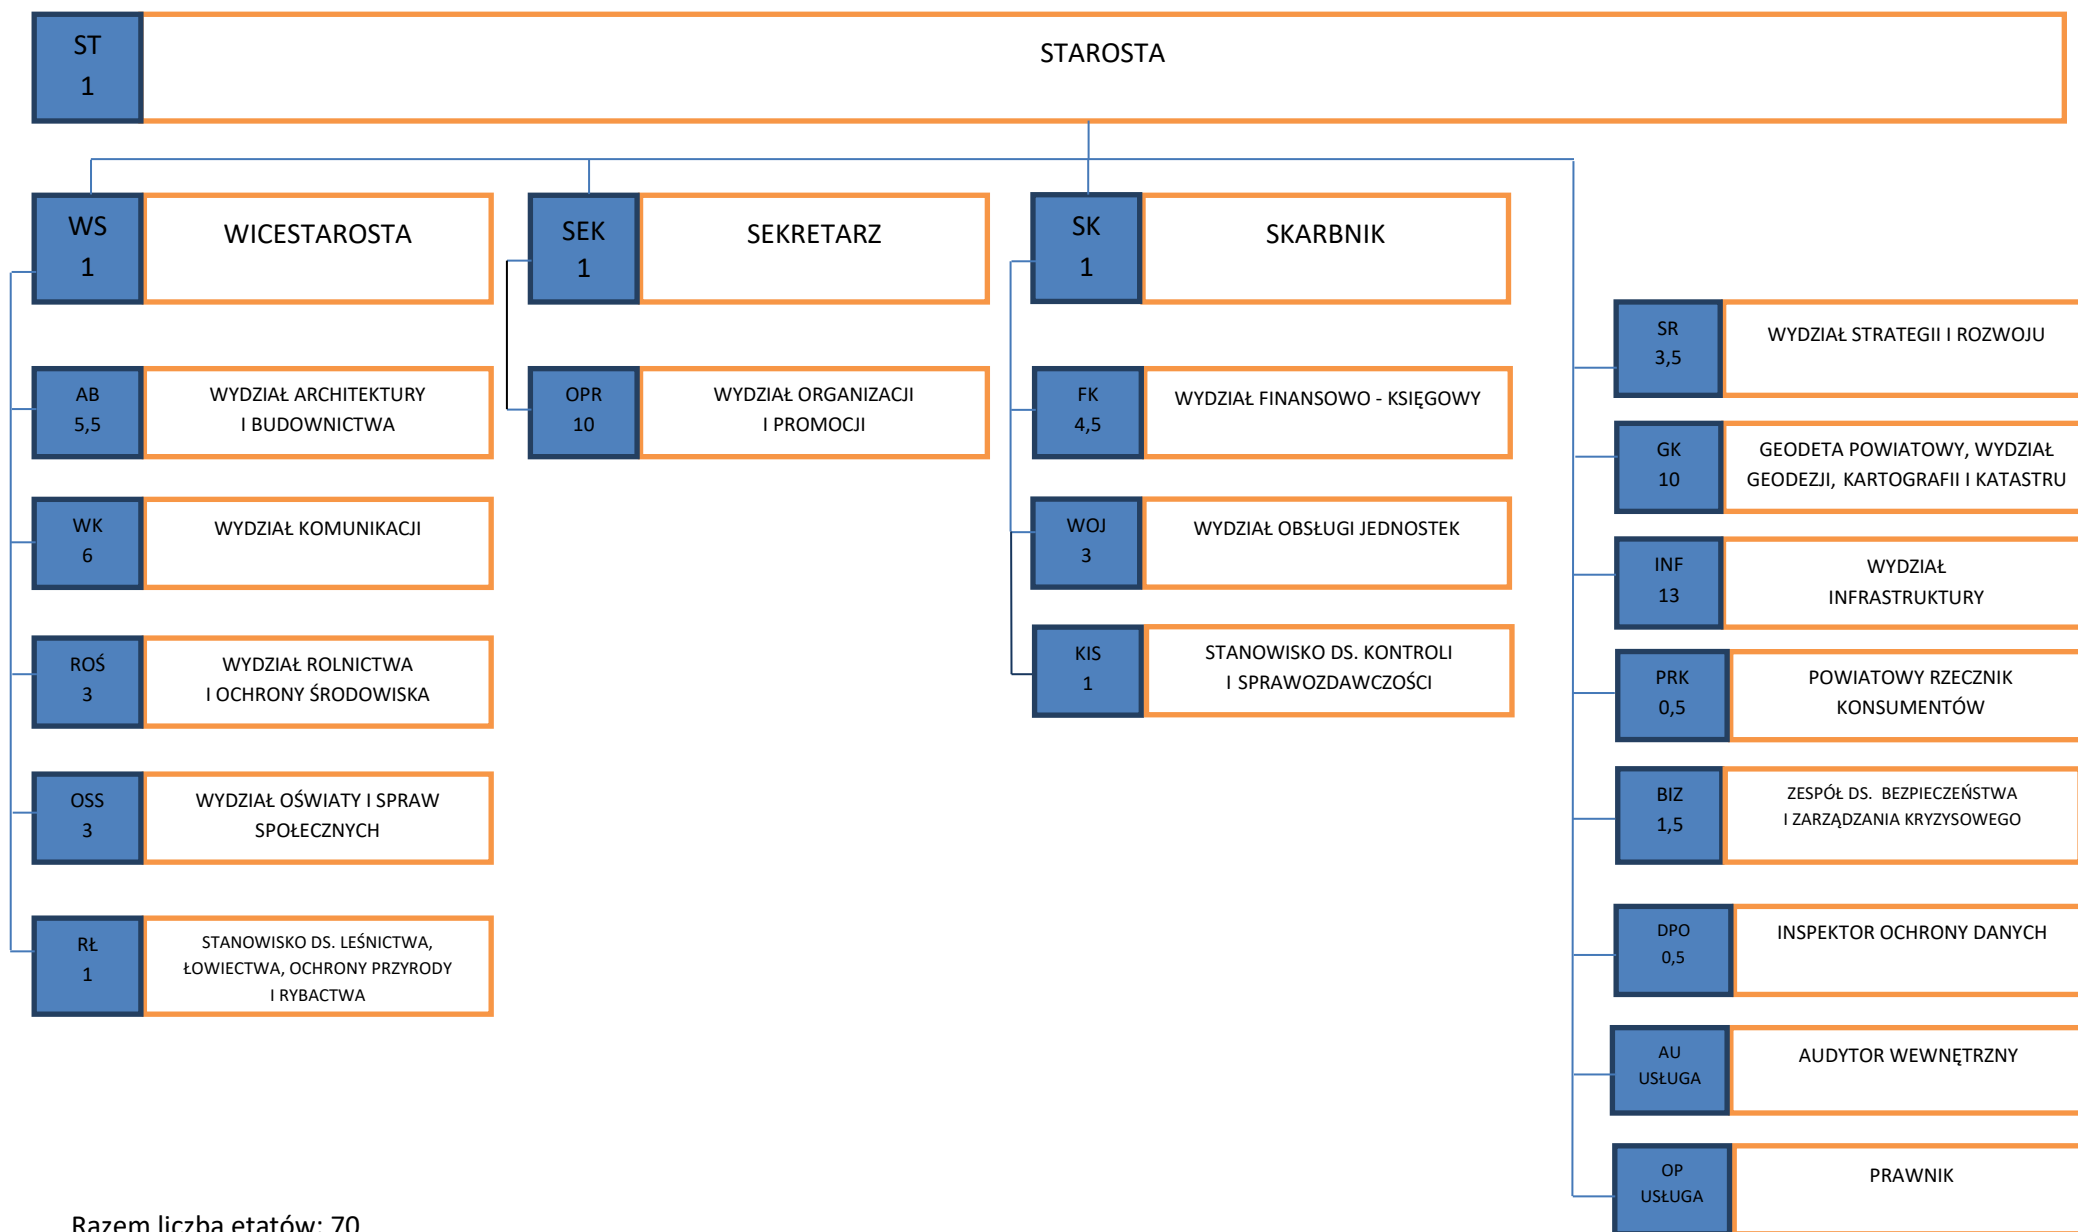 ST
1
STAROSTA
WS
1
WICESTAROSTA
SEK
1
SEKRETARZ
SK
1
SKARBNIK
AB
5,5
WYDZIAŁ ARCHITEKTURY
I BUDOWNICTWA
WK
6
WYDZIAŁ KOMUNIKACJI
ROŚ
3
WYDZIAŁ ROLNICTWA
I OCHRONY ŚRODOWISKA
OSS
3
WYDZIAŁ OŚWIATY I SPRAW
SPOŁECZNYCH
RŁ
1
STANOWISKO DS. LEŚNICTWA,
ŁOWIECTWA, OCHRONY PRZYRODY
I RYBACTWA
OPR
10
WYDZIAŁ ORGANIZACJI
I PROMOCJI
FK
4,5
WYDZIAŁ FINANSOWO - KSIĘGOWY
WOJ
3
WYDZIAŁ OBSŁUGI JEDNOSTEK
KIS
1
STANOWISKO DS. KONTROLI
I SPRAWOZDAWCZOŚCI
SR
3,5
WYDZIAŁ STRATEGII I ROZWOJU
GK
10
GEODETA POWIATOWY, WYDZIAŁ
GEODEZJI, KARTOGRAFII I KATASTRU
INF
13
WYDZIAŁ
INFRASTRUKTURY
PRK
0,5
POWIATOWY RZECZNIK
KONSUMENTÓW
BIZ
1,5
ZESPÓŁ DS. BEZPIECZEŃSTWA
I ZARZĄDZANIA KRYZYSOWEGO
DPO
0,5
INSPEKTOR OCHRONY DANYCH
AU
USŁUGA
AUDYTOR WEWNĘTRZNY
OP
USŁUGA
PRAWNIK
Razem liczba etatów: 70